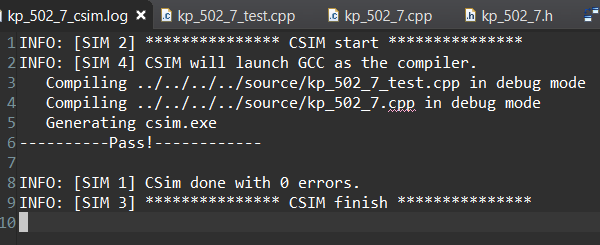 kp_502_7_csim.log kp_502_7_test.cpp kp_502_7.cpp kp_502_7.h
1 INFO: [SIM 2] *************** CSIM start ***************
2 INFO: [SIM 4] CSIM will launch GCC as the compiler.
3    Compiling ../../../../source/kp_502_7_test.cpp in debug mode
4    Compiling ../../../../source/kp_502_7.cpp in debug mode
5    Generating csim.exe
6 ----------Pass!------------
7
8 INFO: [SIM 1] CSim done with 0 errors.
9 INFO: [SIM 3] *************** CSIM finish ***************
10